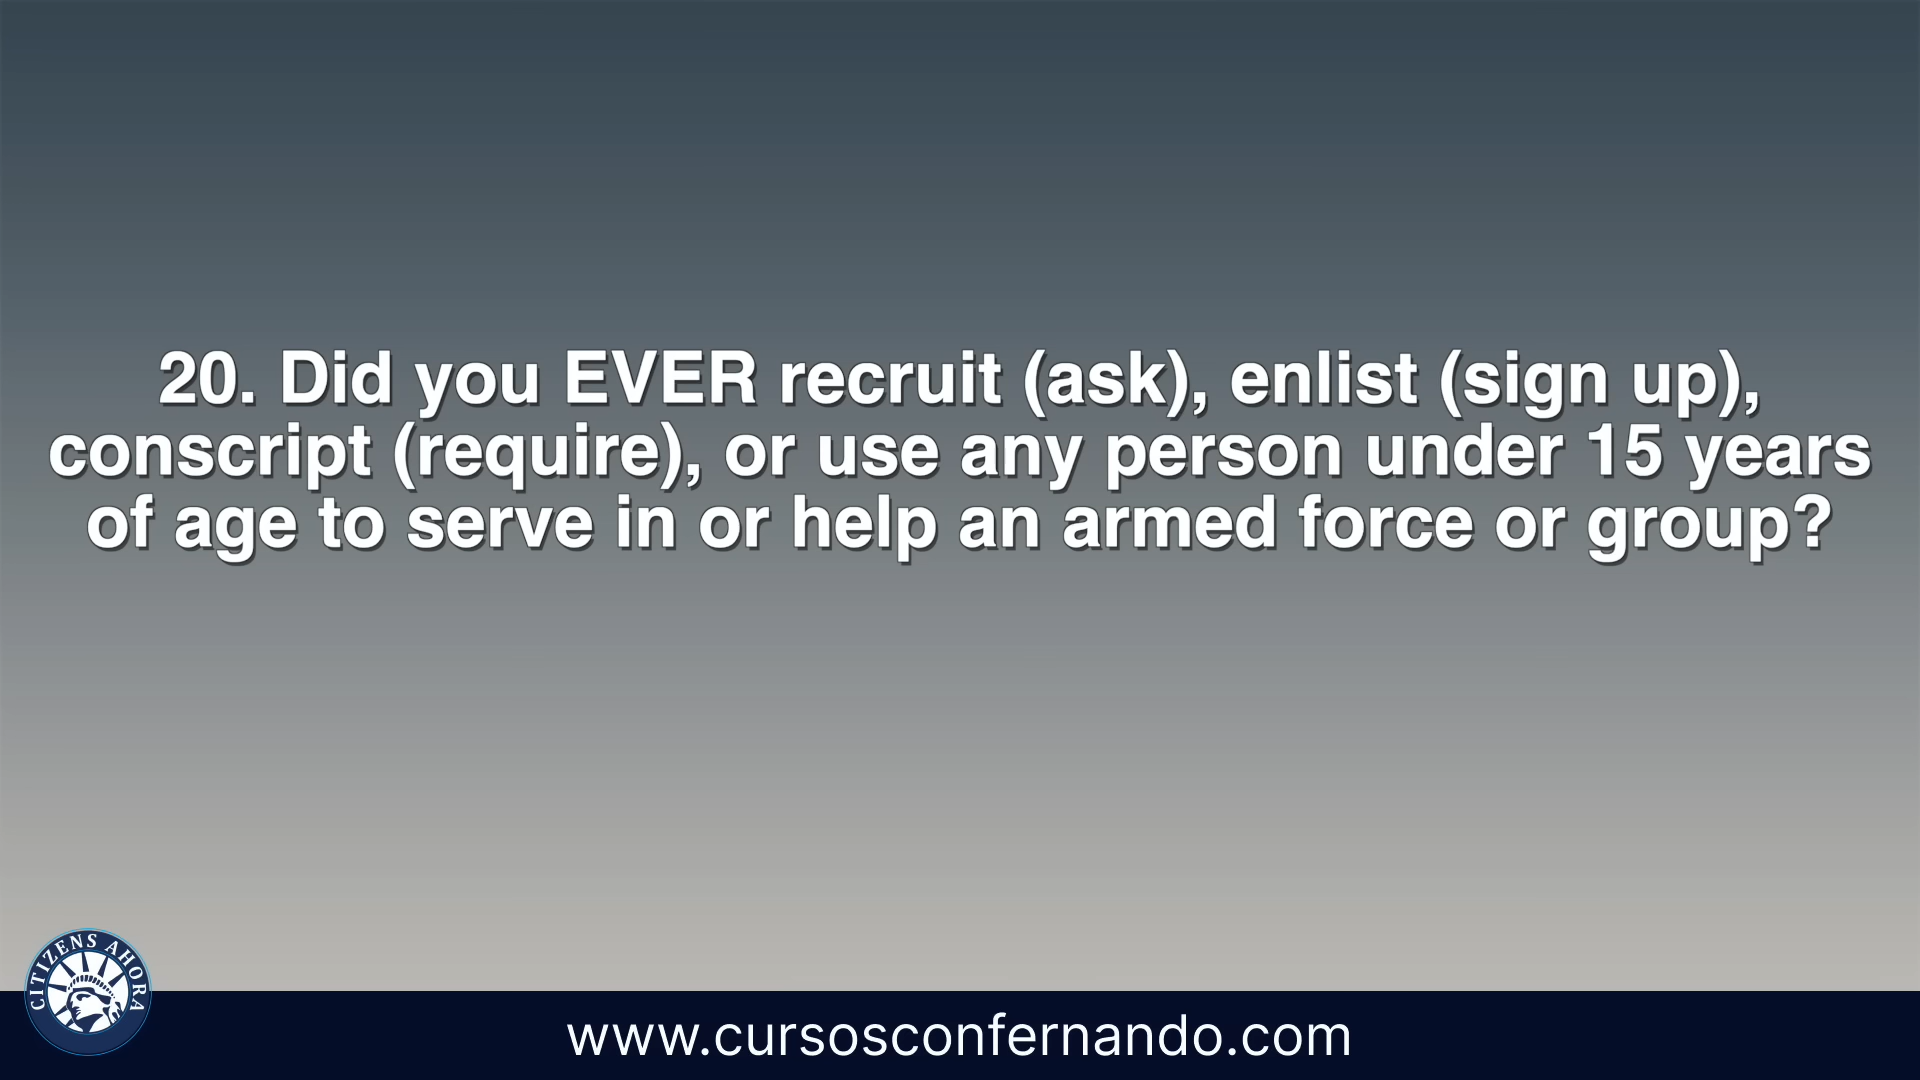 20. Did you EVER recruit (ask), enlist (sign up),
conscript (require), or use any person under 15 years
of age to serve in or help an armed force or group?
CITIZENS AHORA
www.cursosconfernando.com